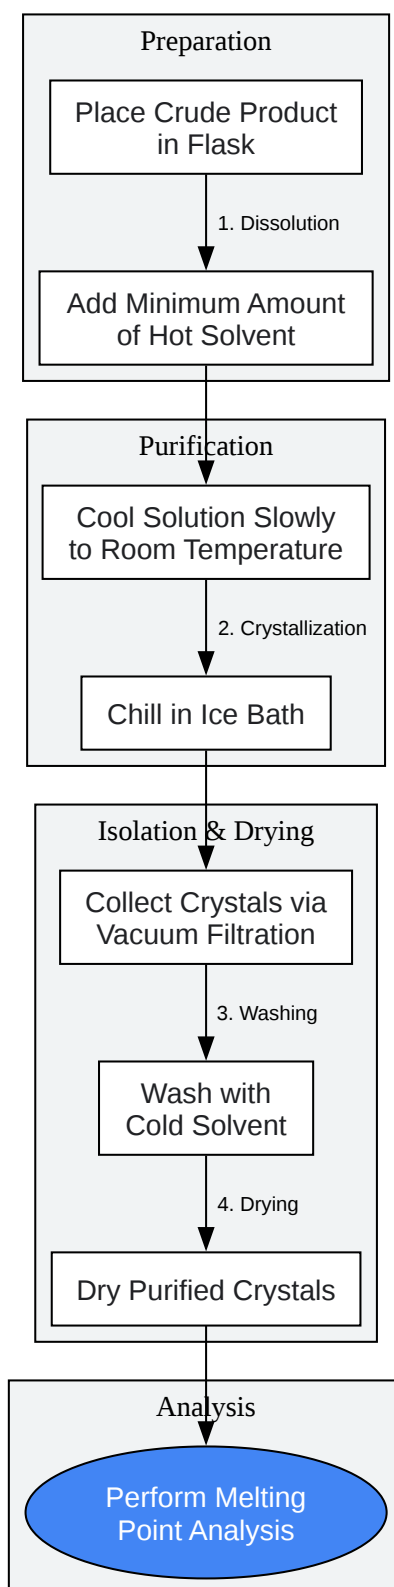 Preparation
Place Crude Product
in Flask
1. Dissolution
Add Minimum Amount
of Hot Solvent
Purification
Cool Solution Slowly
to Room Temperature
2. Crystallization
Chill in Ice Bath
Isolation & Drying
Collect Crystals via
Vacuum Filtration
3. Washing
Wash with
Cold Solvent
4. Drying
Dry Purified Crystals
Analysis
Perform Melting
Point Analysis